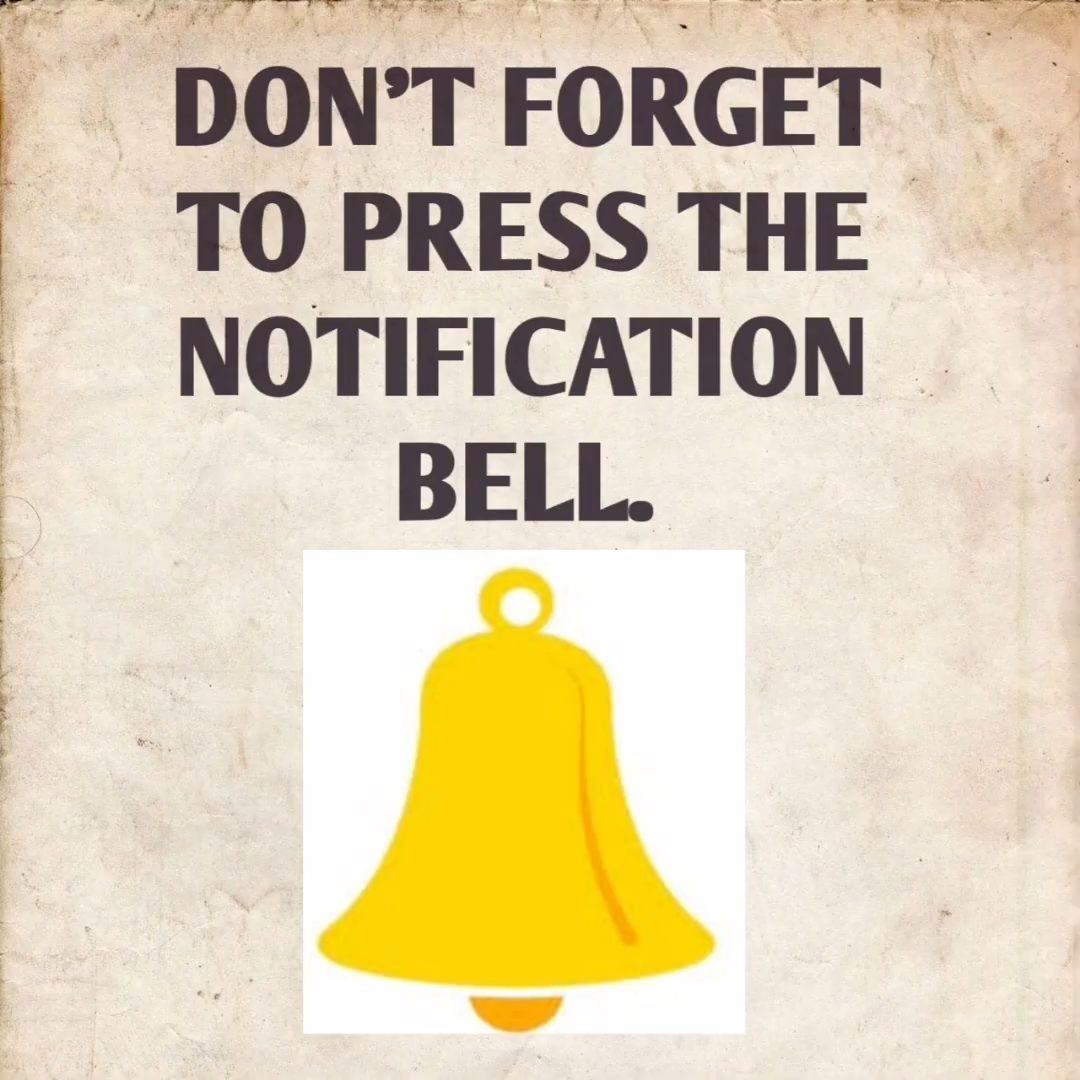 DON’T FORGET
TO PRESS THE
NOTIFICATION
BELL.